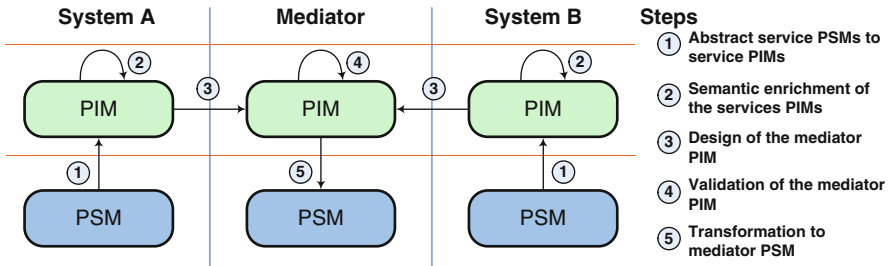 System A Mediator System B Steps
1 Abstract service PSMs to
service PIMs
2 4 2
2 Semantic enrichment of
the services PIMs
PIM 3 PIM 3 PIM
3 Design of the mediator
PIM
1 5 1
4 Validation of the mediator
PIM
PSM PSM PSM
5 Transformation to
mediator PSM